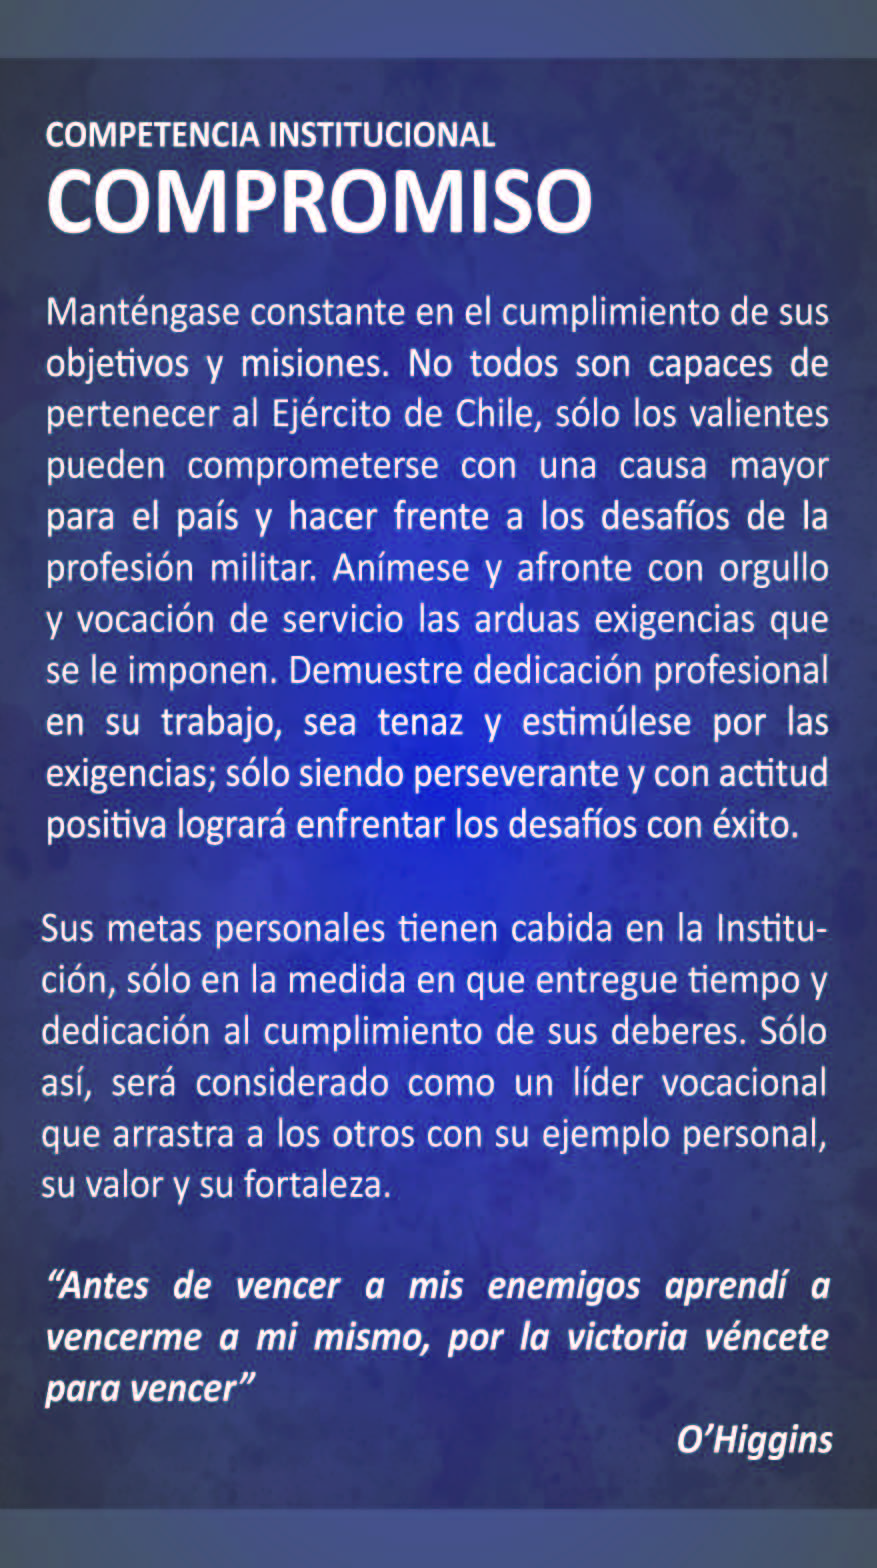 COMPETENCIA INSTITUCIONAL
COMPROMISO
Manténgase constante en el cumplimiento de sus
objetivos y misiones. No todos son capaces de
pertenecer al Ejército de Chile, sólo los valientes
pueden comprometerse con una causa mayor
para el país y hacer frente a los desafíos de la
profesión militar. Anímese y afronte con orgullo
y vocación de servicio las arduas exigencias que
se le imponen. Demuestre dedicación profesional
en su trabajo, sea tenaz y estimúlese por las
exigencias; sólo siendo perseverante y con actitud
positiva logrará enfrentar los desafíos con éxito.
Sus metas personales tienen cabida en la Institu-
ción, sólo en la medida en que entregue tiempo y
dedicación al cumplimiento de sus deberes. Sólo
así, será considerado como un líder vocacional
que arrastra a los otros con su ejemplo personal,
su valor y su fortaleza.
“Antes de vencer a mis enemigos aprendí a
vencerme a mi mismo, por la victoria véncete
para vencer”
O’Higgins